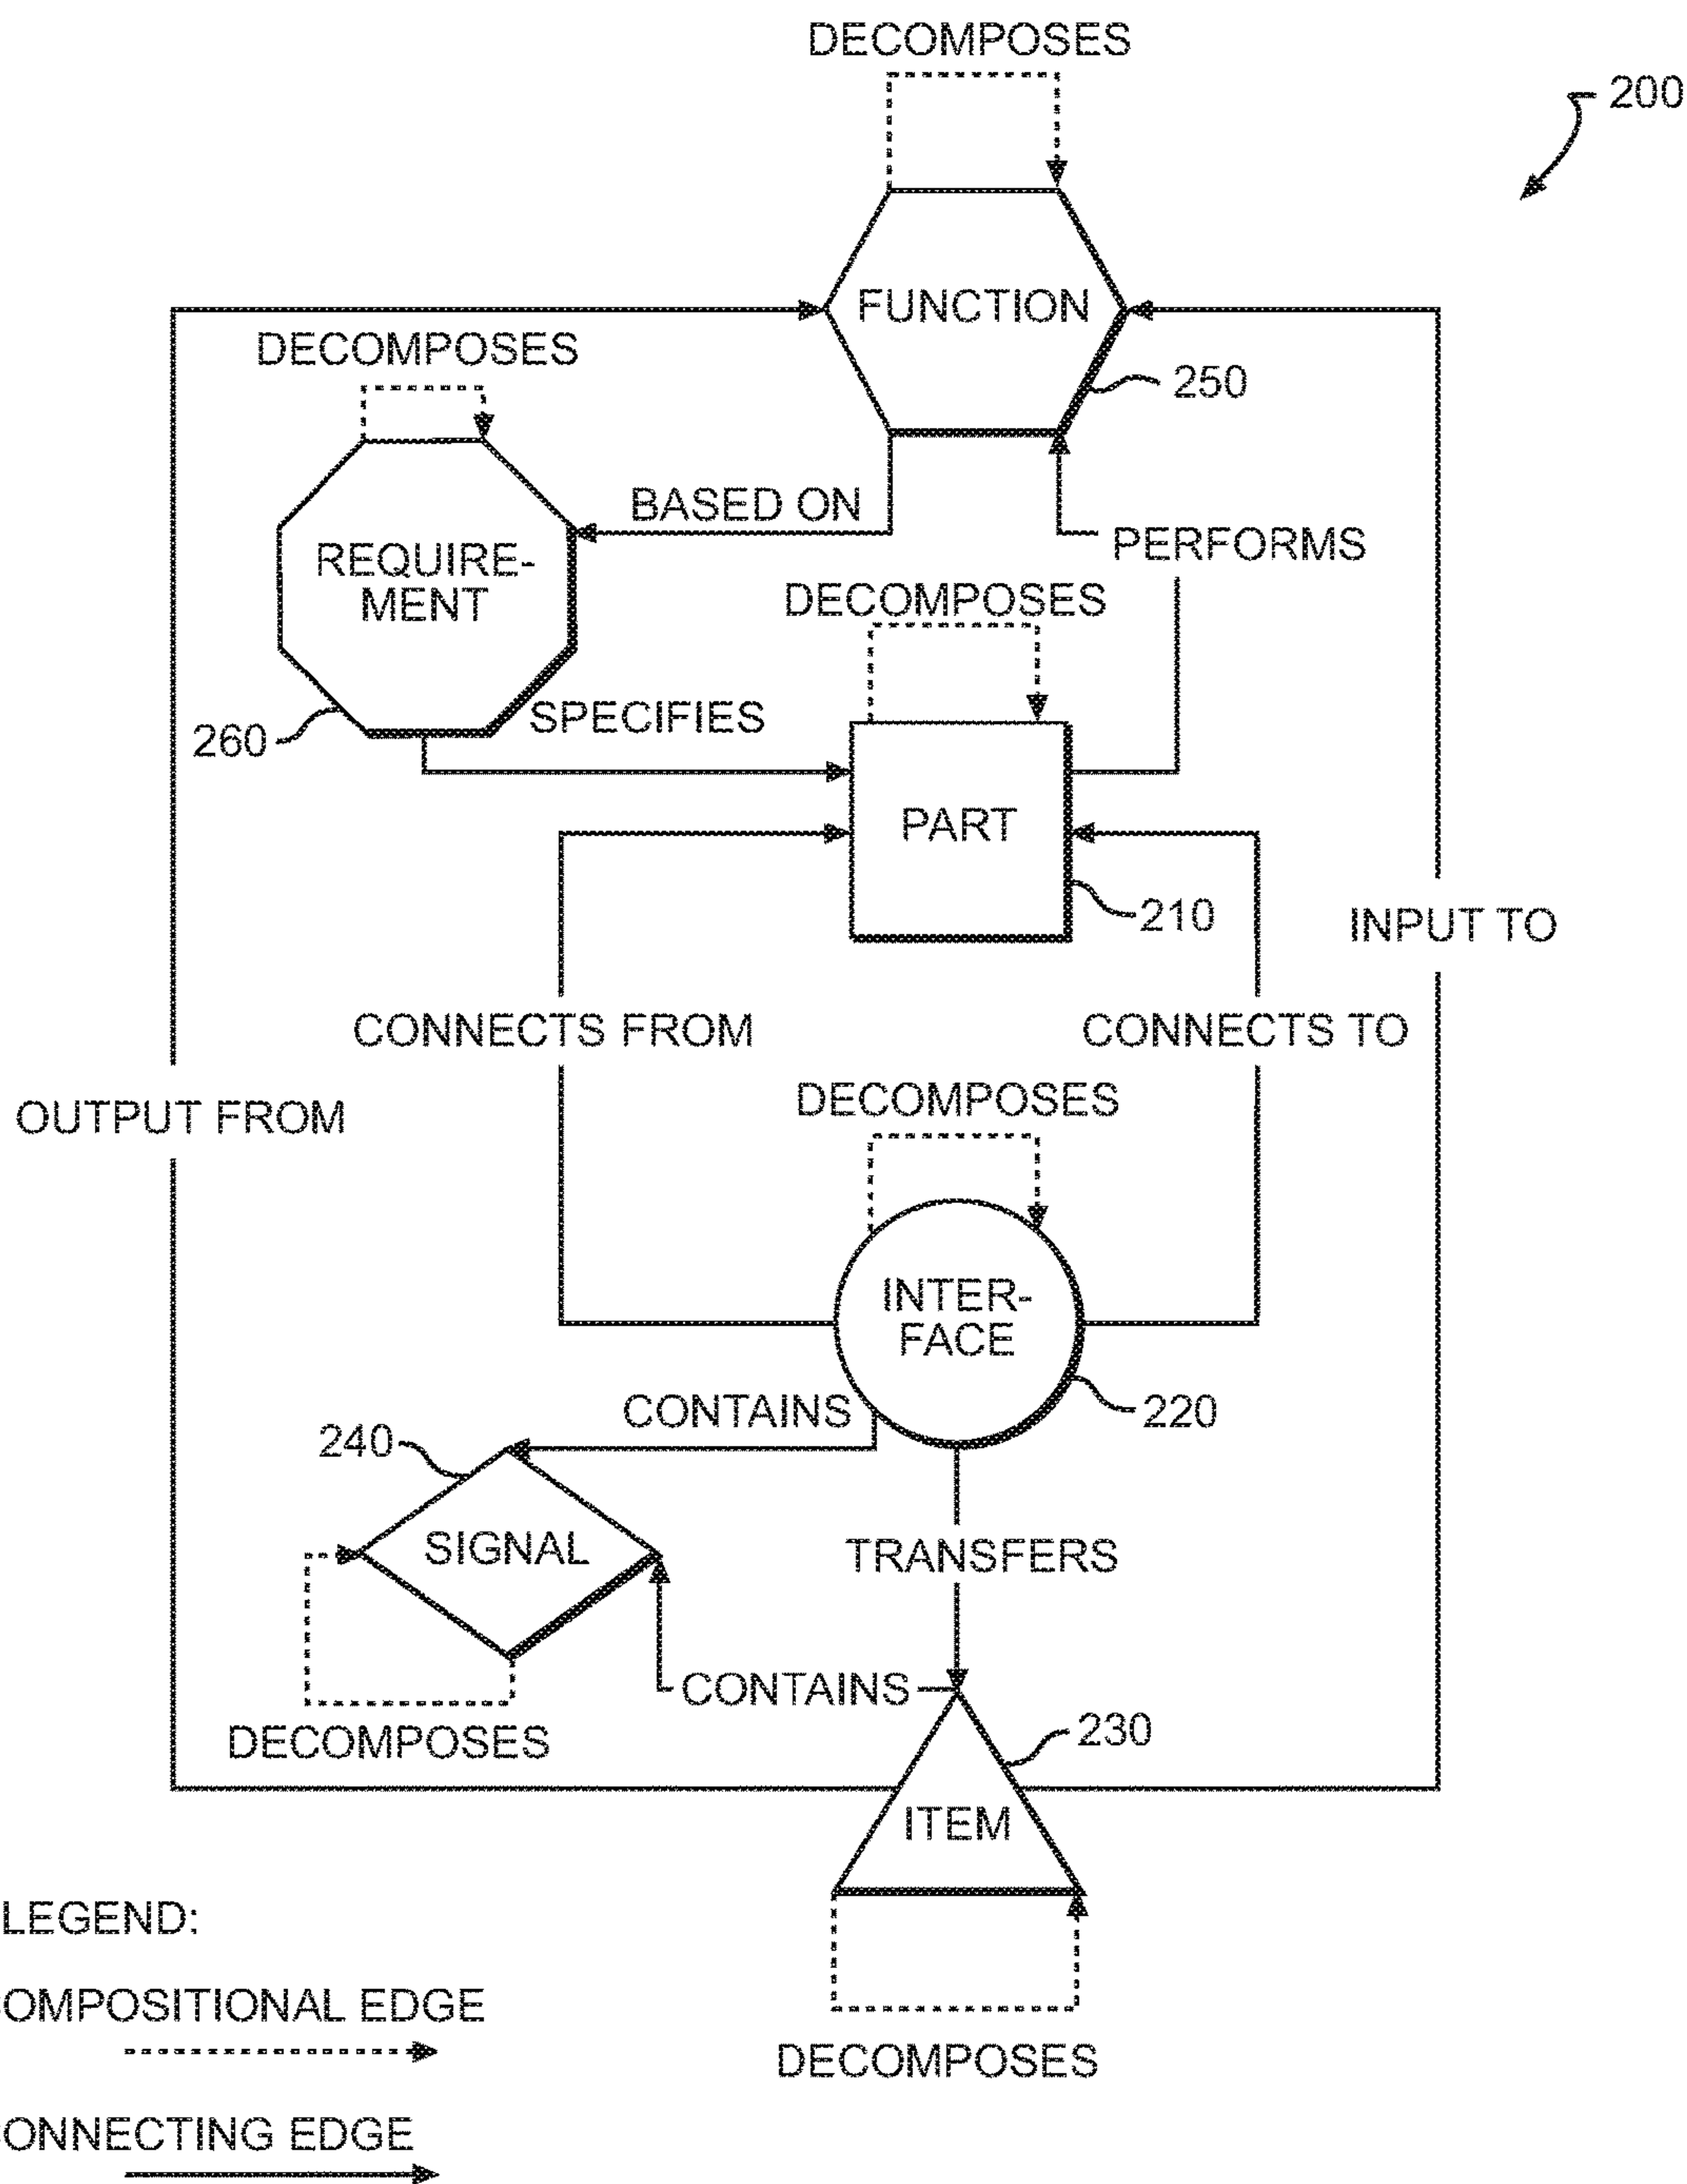 DECOMPOSES
200
FUNCTION
250
DECOMPOSES
BASED ON
PERFORMS
REQUIRE-
MENT
DECOMPOSES
SPECIFIES
260
PART
210
INPUT TO
CONNECTS FROM
CONNECTS TO
DECOMPOSES
OUTPUT FROM
INTER-
FACE
220
CONTAINS
240
SIGNAL
TRANSFERS
CONTAINS
DECOMPOSES
230
ITEM
LEGEND:
OMPOSITIONAL EDGE
DECOMPOSES
ONNECTING EDGE